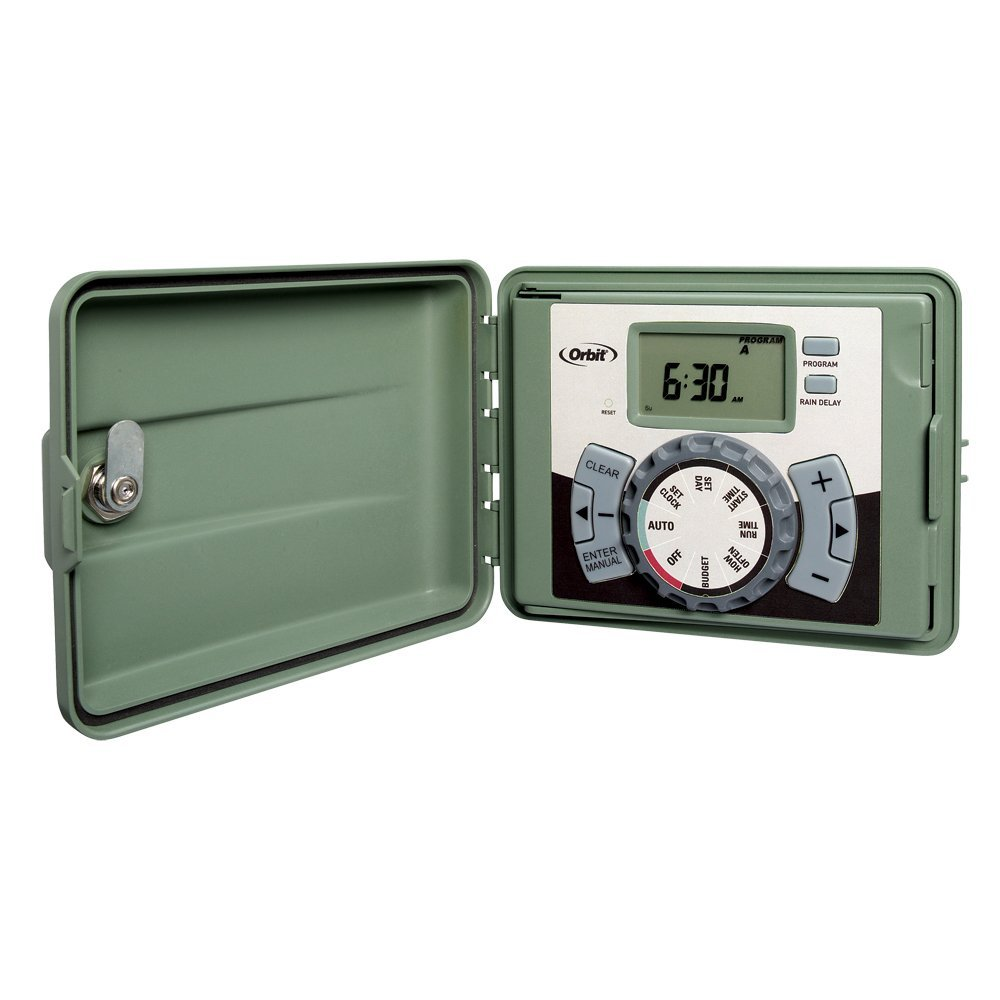 Orbit®
RESET
PROGRAM
A
6:30 AM
Su
PROGRAM
RAIN DELAY
CLEAR
ENTER
MANUAL
SET
CLOCK
SET
DAY
START
TIME
RUN
TIME
HOW
OFTEN
BUDGET
OFF
AUTO
+
−